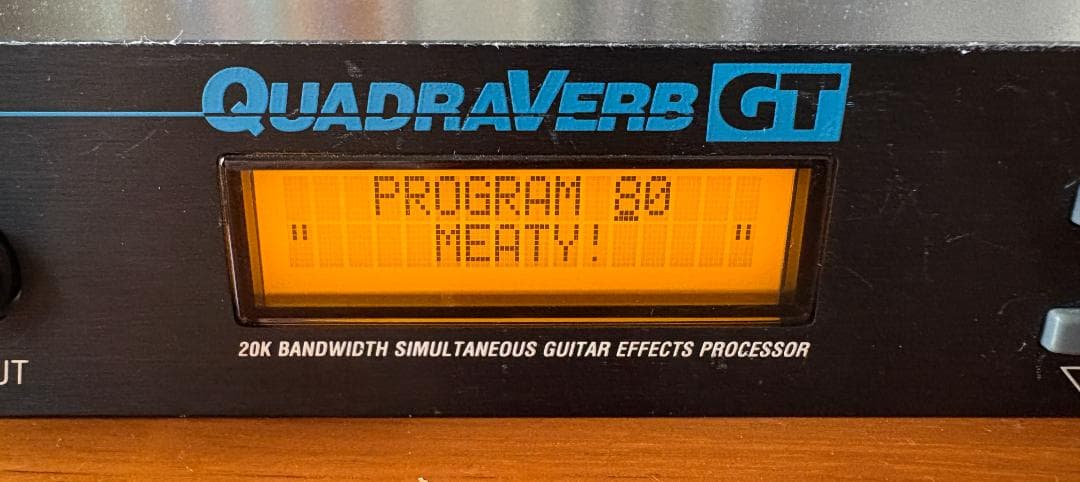 QUADRAVERB GT
PROGRAM 80
" MEATY! "
20K BANDWIDTH SIMULTANEOUS GUITAR EFFECTS PROCESSOR
UT